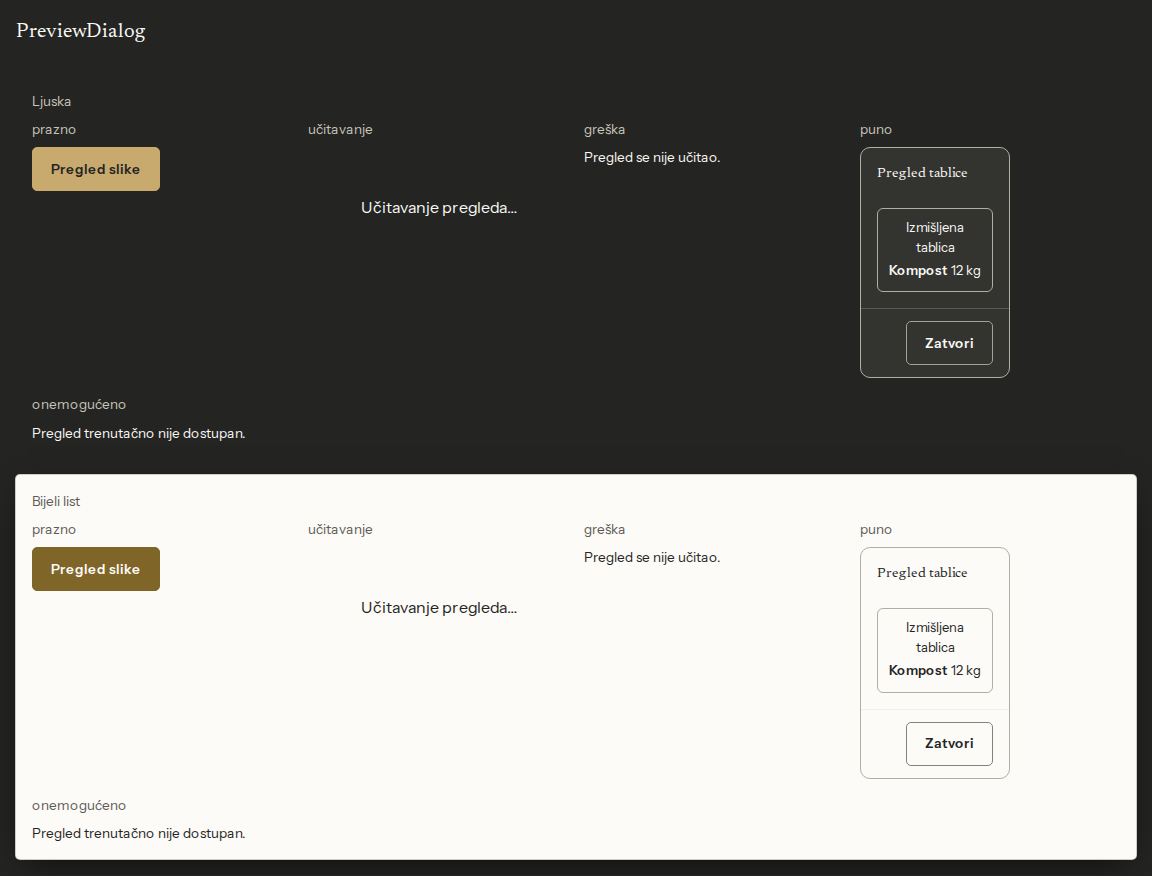 PreviewDialog
Ljuska
prazno
Pregled slike
učitavanje
Učitavanje pregleda...
greška
Pregled se nije učitao.
puno
Pregled tablice
Izmišljena
tablica
Kompost 12 kg
Zatvori
onemogućeno
Pregled trenutačno nije dostupan.
Bijeli list
prazno
Pregled slike
učitavanje
Učitavanje pregleda...
greška
Pregled se nije učitao.
puno
Pregled tablice
Izmišljena
tablica
Kompost 12 kg
Zatvori
onemogućeno
Pregled trenutačno nije dostupan.